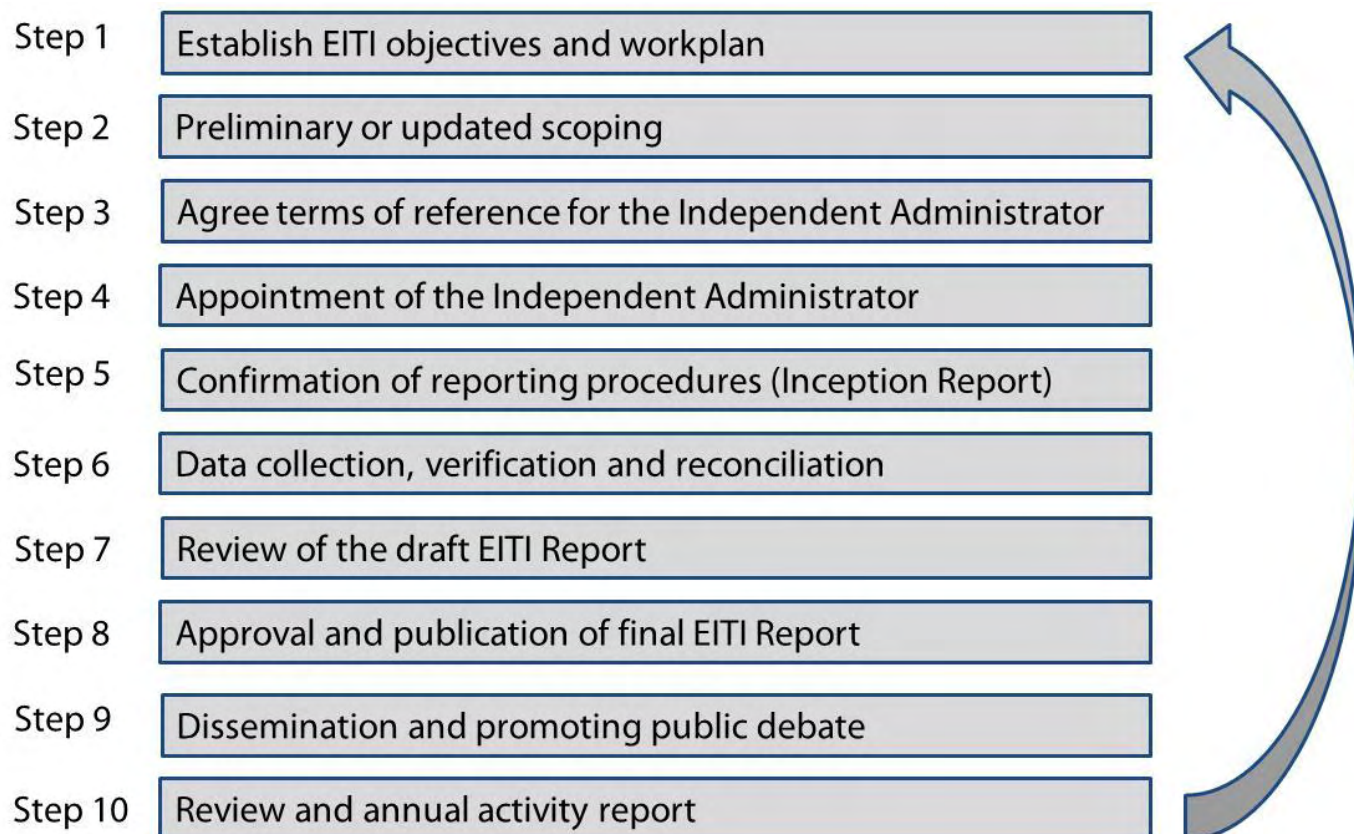 Step 1 Establish EITI objectives and workplan
Step 2 Preliminary or updated scoping
Step 3 Agree terms of reference for the Independent Administrator
Step 4 Appointment of the Independent Administrator
Step 5 Confirmation of reporting procedures (Inception Report)
Step 6 Data collection, verification and reconciliation
Step 7 Review of the draft EITI Report
Step 8 Approval and publication of final EITI Report
Step 9 Dissemination and promoting public debate
Step 10 Review and annual activity report